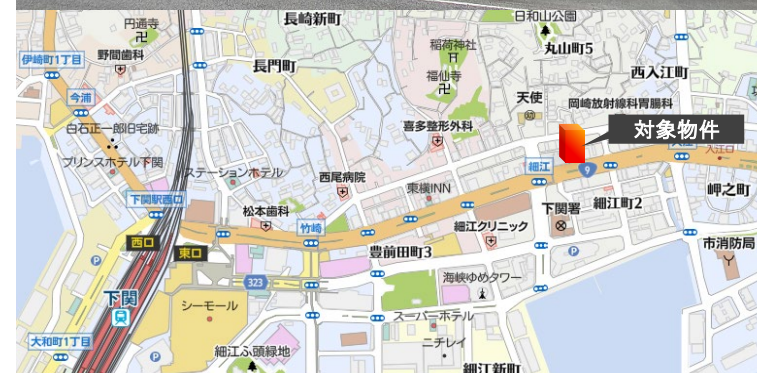 長崎新町
日和山公園
円通寺
丸山町5
稲荷神社
伊崎町1丁目
野間歯科
長門町
福仙寺
西入江町
今浦
天使
岡崎放射線科胃腸科
白石正一郎旧宅跡
喜多整形外科
対象物件
入江口
プリンスホテル下関
ステーションホテル
西尾病院
細江
9
東横INN
岬之町
下関駅西口
松本歯科
下関署
細江町2
竹崎
細江クリニック
西口
東口
豊前田町3
市消防局
323
海峡ゆめタワー
下関
シーモール
スーパーホテル
大和町1丁目
ニチレイ
細江ふ頭緑地
細江新町